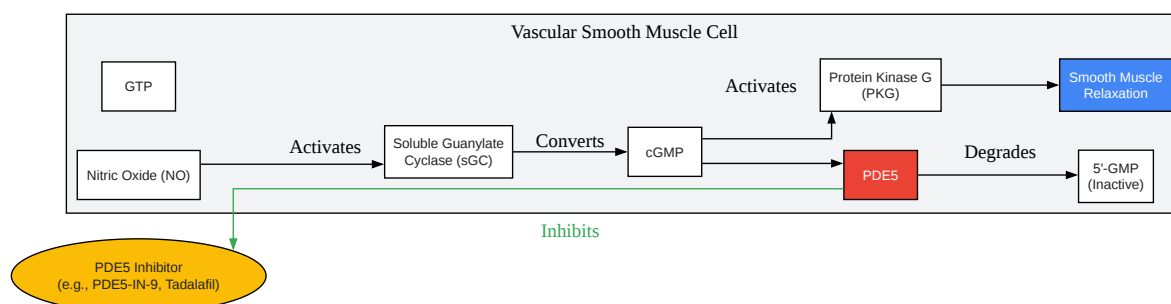 Vascular Smooth Muscle Cell
GTP
Activates
Protein Kinase G
(PKG)
Smooth Muscle
Relaxation
Nitric Oxide (NO)
Activates
Soluble Guanylate
Cyclase (sGC)
Converts
cGMP
PDE5
Degrades
5'-GMP
(Inactive)
Inhibits
PDE5 Inhibitor
(e.g., PDE5-IN-9, Tadalafil)